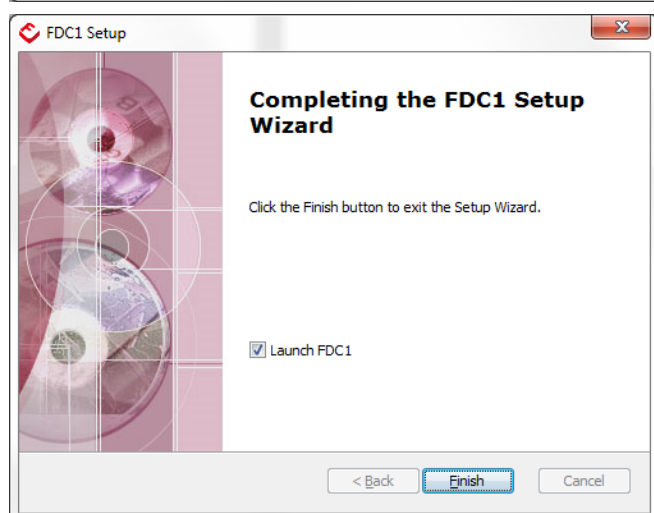 FDC1 Setup
Completing the FDC1 Setup
Wizard
Click the Finish button to exit the Setup Wizard.
Launch FDC1
< Back
Finish
Cancel